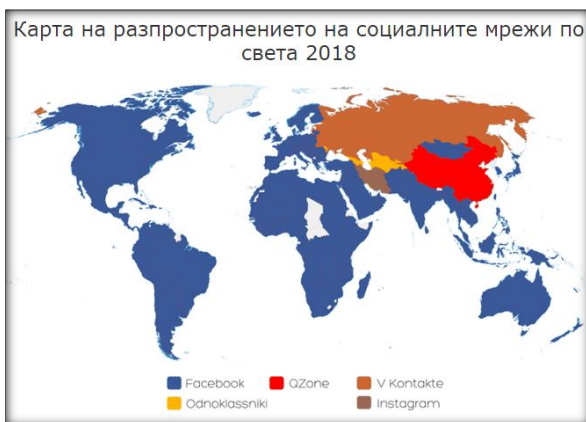 Карта на разпространението на социалните мрежи по
света 2018
Facebook QZone V Kontakte
Odnoklassniki Instagram